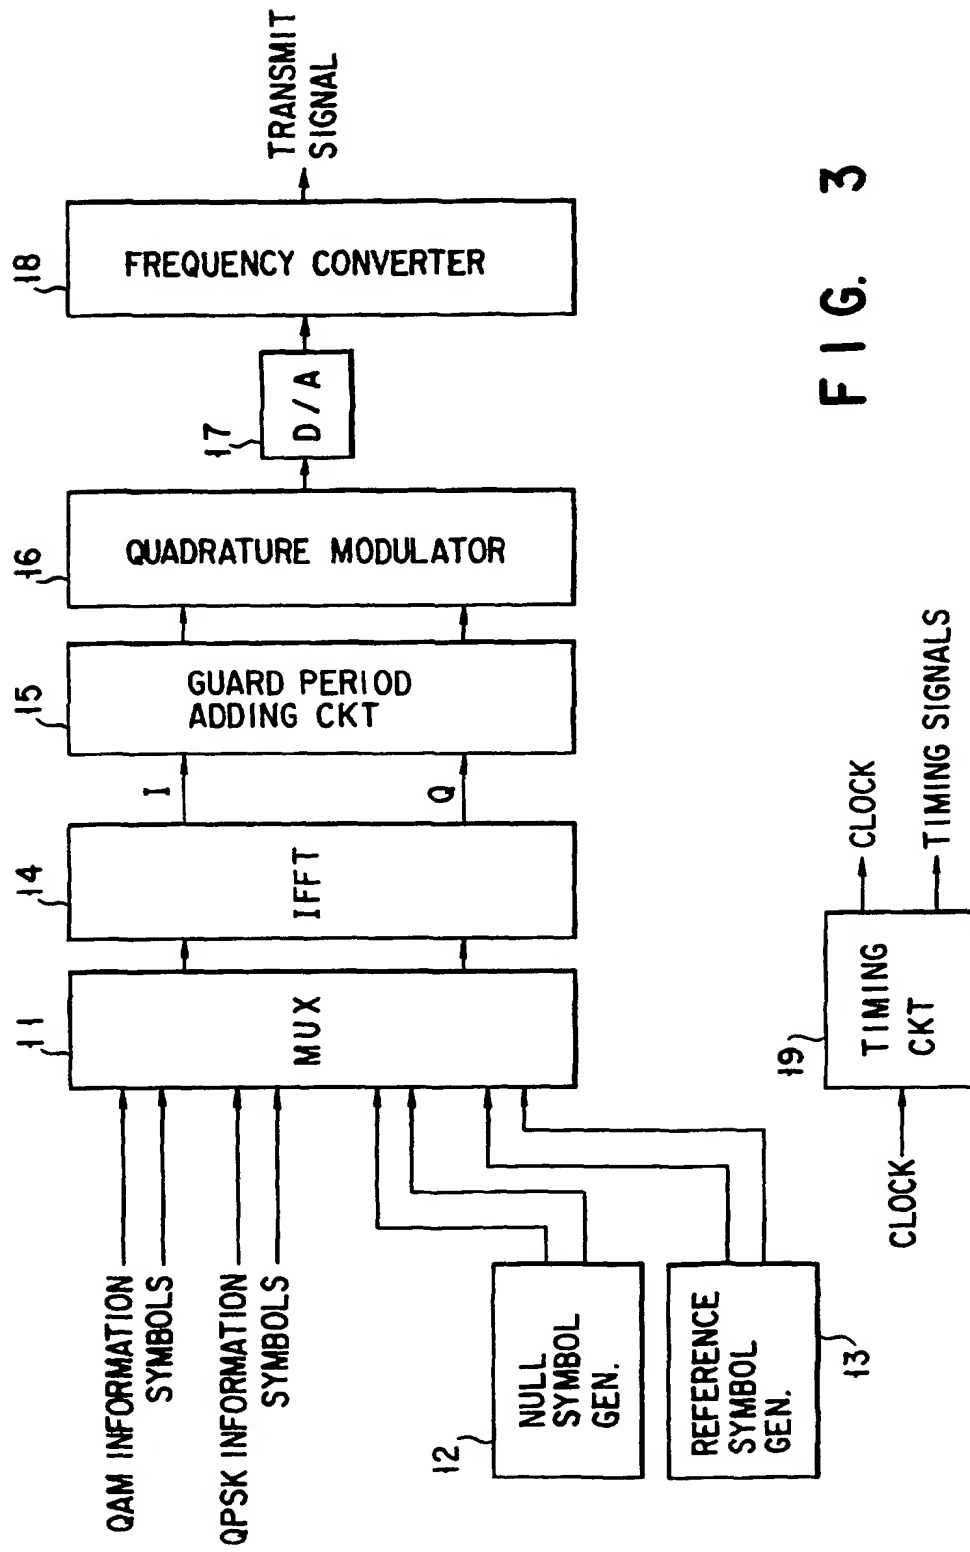 QAM INFORMATION
SYMBOLS
QPSK INFORMATION
SYMBOLS
12
NULL
SYMBOL
GEN.
REFERENCE
SYMBOL
GEN.
13
11
MUX
14
IFFT
I
Q
15
GUARD PERIOD
ADDING CKT
16
QUADRATURE MODULATOR
17
D/A
18
FREQUENCY CONVERTER
TRANSMIT
SIGNAL
CLOCK
19
TIMING
CKT
CLOCK
TIMING SIGNALS
FIG. 3